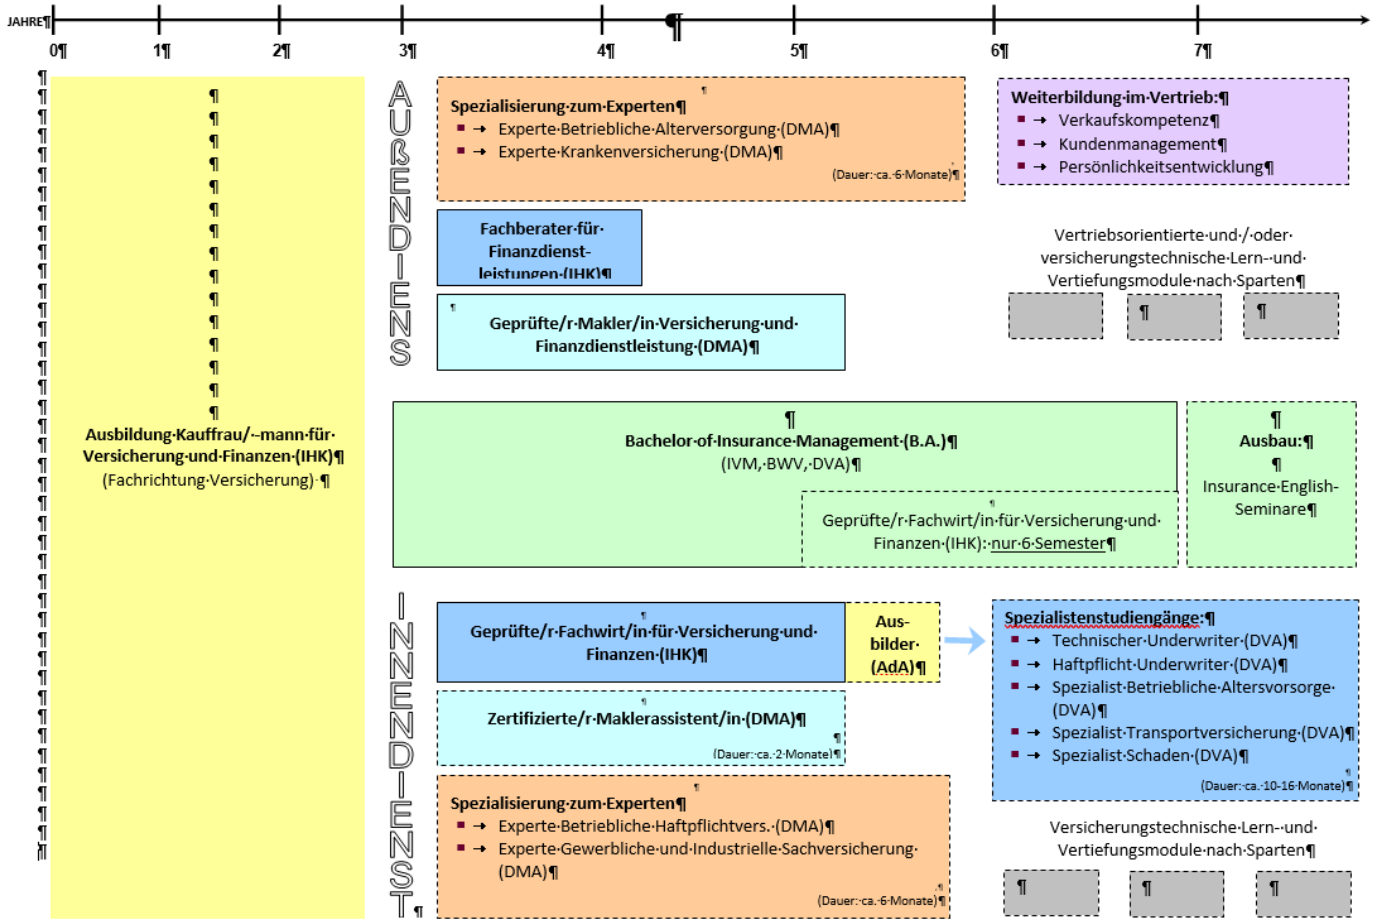 JAHRE¶
0¶ 1¶ 2¶ 3¶ 4¶ ¶ 5¶ 6¶ 7¶
Ausbildung·Kauffrau/·-mann·für·
Versicherung·und·Finanzen·(IHK)¶
(Fachrichtung·Versicherung)·¶
AUßENDIENS
Spezialisierung·zum·Experten¶
Experte·Betriebliche·Alterversorgung·(DMA)¶
Experte·Krankenversicherung·(DMA)¶
(Dauer:·ca.·6·Monate)¶
Weiterbildung·im·Vertrieb:¶
Verkaufskompetenz¶
Kundenmanagement¶
Persönlichkeitsentwicklung¶
Fachberater·für·
Finanzdienst-
leistungen·(IHK)¶
Vertriebsorientierte·und·/·oder·
versicherungstechnische·Lern-·und·
Vertiefungsmodule·nach·Sparten¶
Geprüfte/r·Makler/in·Versicherung·und·
Finanzdienstleistung·(DMA)¶
Bachelor·of·Insurance·Management·(B.A.)¶
(IVM,·BWV,·DVA)¶
Geprüfte/r·Fachwirt/in·für·Versicherung·und·
Finanzen·(IHK):·nur·6·Semester¶
Ausbau:¶
¶
Insurance·English-
Seminare¶
INNENDIENST¶
Geprüfte/r·Fachwirt/in·für·Versicherung·und·
Finanzen·(IHK)¶
Aus-
bilder·
(AdA)¶
Spezialistenstudiengänge:¶
Technischer·Underwriter·(DVA)¶
Haftpflicht·Underwriter·(DVA)¶
Spezialist·Betriebliche·Altersvorsorge·
(DVA)¶
Spezialist·Transportversicherung·(DVA)¶
Spezialist·Schaden·(DVA)¶
(Dauer:·ca.·10-16·Monate)¶
Zertifizierte/r·Maklerassistent/in·(DMA)¶
(Dauer:·ca.·2·Monate)¶
Spezialisierung·zum·Experten¶
Experte·Betriebliche·Haftpflichtvers.·(DMA)¶
Experte·Gewerbliche·und·Industrielle·Sachversicherung·
(DMA)¶
(Dauer:·ca.·6·Monate)¶
Versicherungstechnische·Lern-·und·
Vertiefungsmodule·nach·Sparten¶